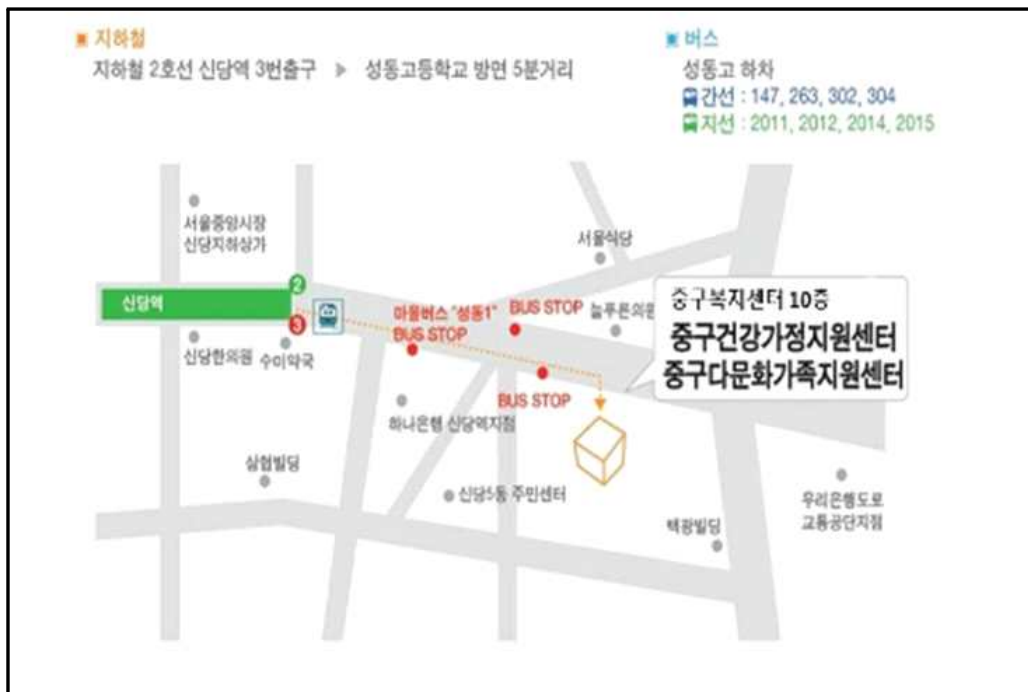 지하철
지하철 2호선 신당역 3번출구 ▶ 성동고등학교 방면 5분거리
버스
성동고 하차
간선 : 147, 263, 302, 304
지선 : 2011, 2012, 2014, 2015
서울중앙시장
신당지하상가
서울식당
신당역
2
3
마을버스 "성동1"
BUS STOP
BUS STOP
늘푸른의원
중구복지센터 10층
중구건강가정지원센터
중구다문화가족지원센터
신당한의원
수미약국
BUS STOP
하나은행 신당역지점
삼협빌딩
신당5동 주민센터
백광빌딩
우리은행도로
교통공단지점